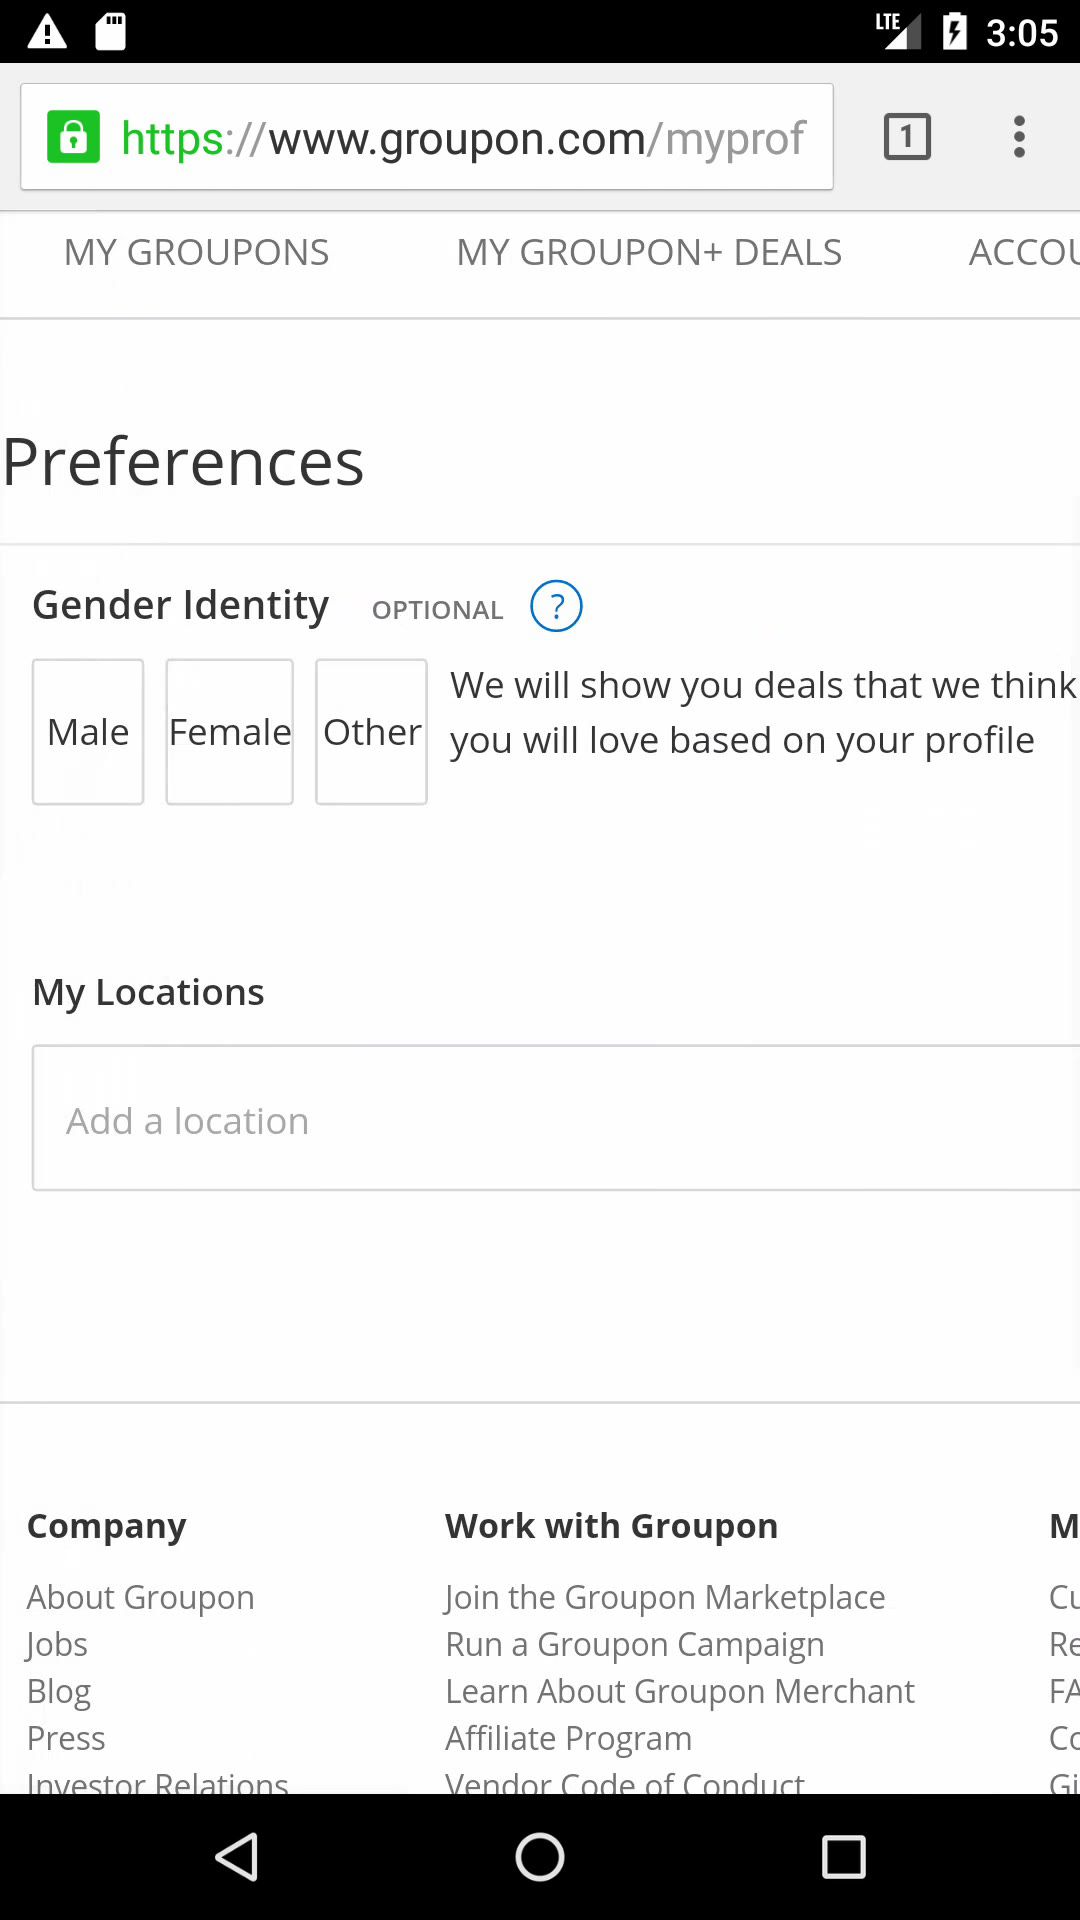 LTE 3:05
https://www.groupon.com/myprof 1
MY GROUPONS MY GROUPON+ DEALS ACCOU
Preferences
Gender Identity OPTIONAL ?
Male Female Other
We will show you deals that we think
you will love based on your profile
My Locations
Add a location
Company
About Groupon
Jobs
Blog
Press
Investor Relations
Work with Groupon
Join the Groupon Marketplace
Run a Groupon Campaign
Learn About Groupon Merchant
Affiliate Program
Vendor Code of Conduct
M
Cu
Re
FA
Co
Gi